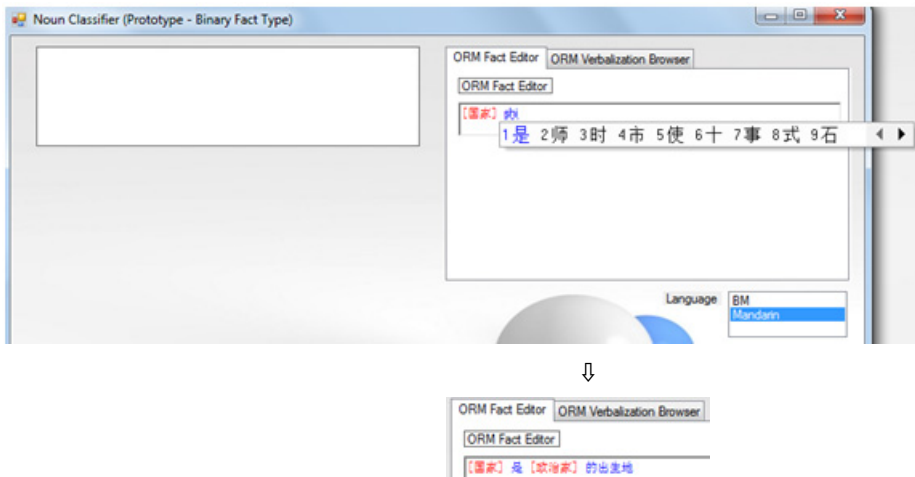 Noun Classifier (Prototype - Binary Fact Type)
ORM Fact Editor ORM Verbalization Browser
ORM Fact Editor
[国家] shi
1是 2师 3时 4市 5使 6十 7事 8式 9石
Language BM
Mandarin
⇩
ORM Fact Editor ORM Verbalization Browser
ORM Fact Editor
[国家] 是 [政治家] 的出生地